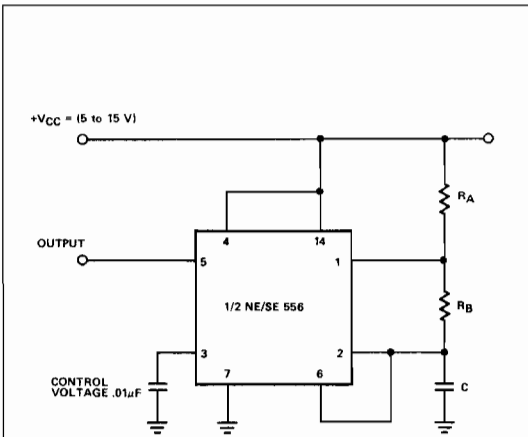 +VCC = (5 to 15 V)
RA
4
14
OUTPUT
5
1
1/2 NE/SE 556
RB
3
2
CONTROL
VOLTAGE .01µF
7
6
C